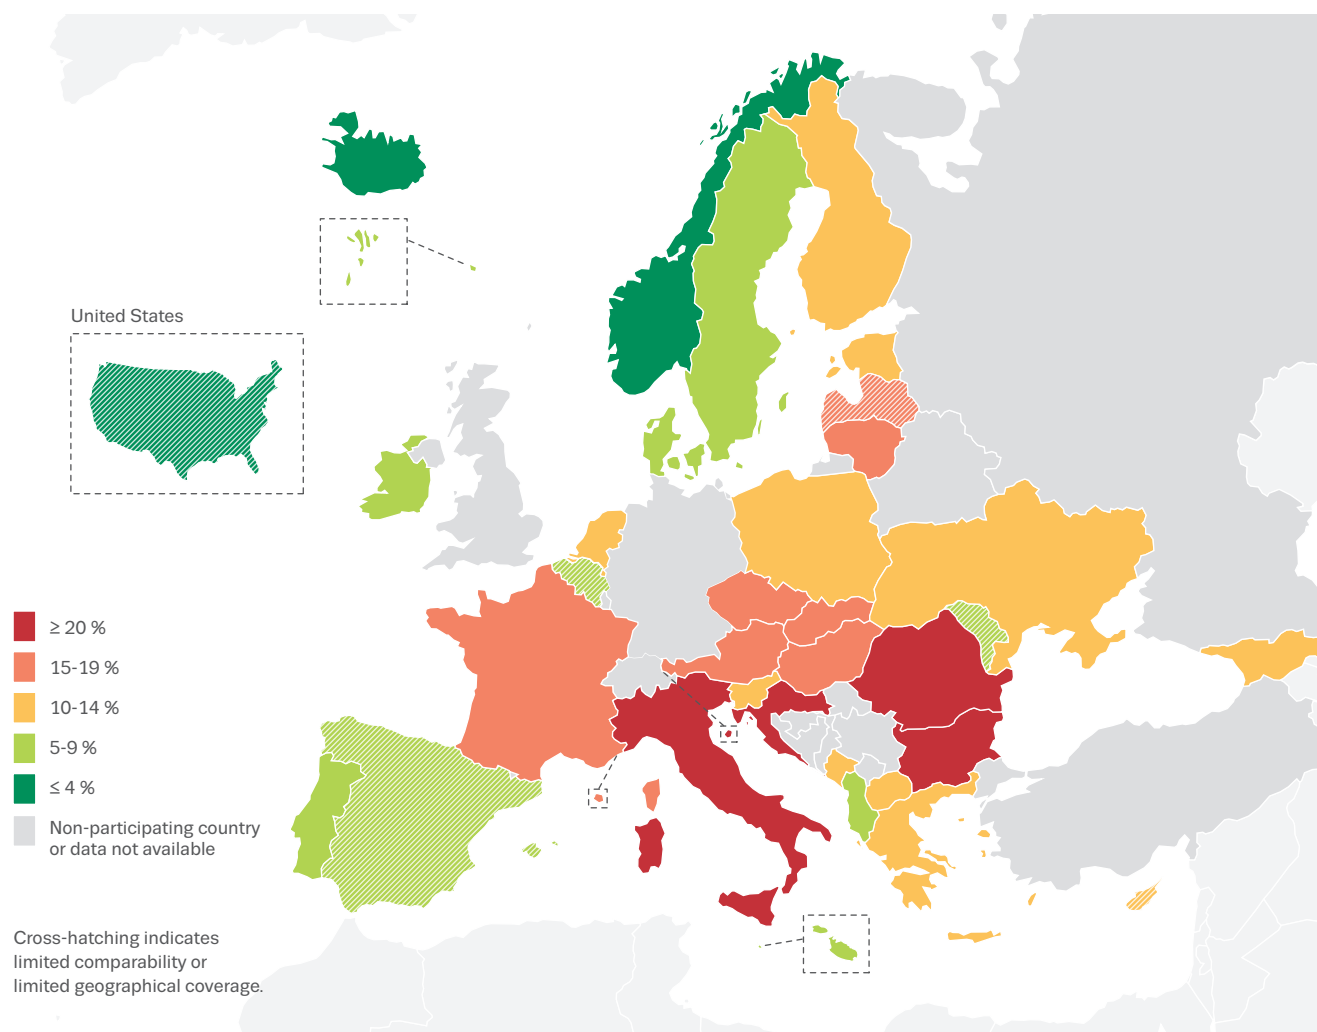 United States
≥ 20 %
15-19 %
10-14 %
5-9 %
≤ 4 %
Non-participating country
or data not available
Cross-hatching indicates
limited comparability or
limited geographical coverage.